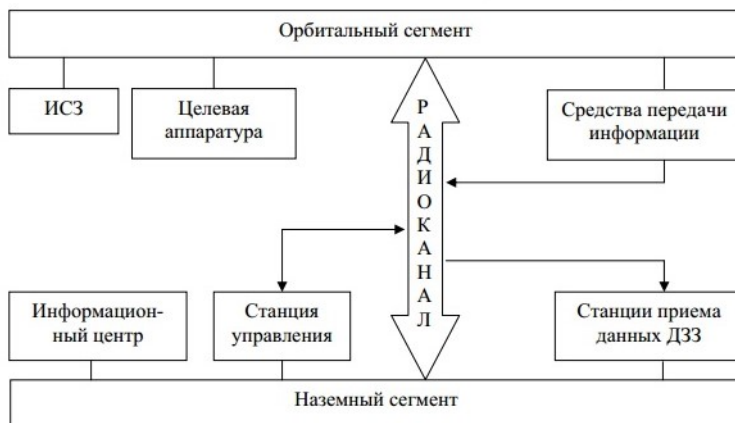 Орбитальный сегмент
ИСЗ
Целевая
аппаратура
РАДИОКАНАЛ
Средства передачи
информации
Информацион-
ный центр
Станция
управления
Станции приема
данных ДЗЗ
Наземный сегмент